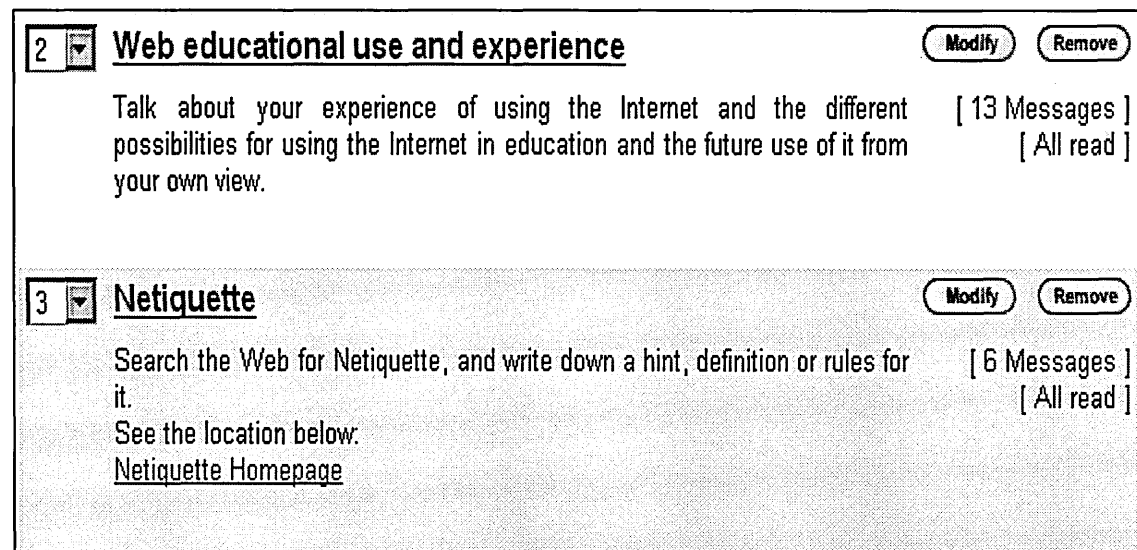 2 Web educational use and experience Modify Remove
Talk about your experience of using the Internet and the different [ 13 Messages ]
possibilities for using the Internet in education and the future use of it from [ All read ]
your own view.
3 Netiquette Modify Remove
Search the Web for Netiquette, and write down a hint, definition or rules for [ 6 Messages ]
it. [ All read ]
See the location below:
Netiquette Homepage